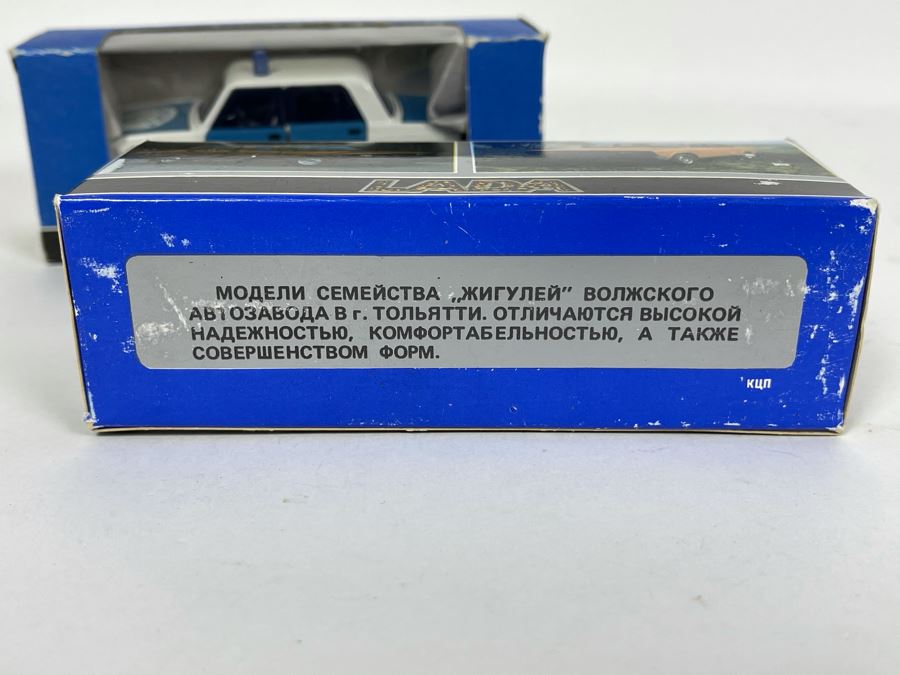 LADA
МОДЕЛИ СЕМЕЙСТВА „ЖИГУЛЕЙ” ВОЛЖСКОГО
АВТОЗАВОДА В г. ТОЛЬЯТТИ. ОТЛИЧАЮТСЯ ВЫСОКОЙ
НАДЕЖНОСТЬЮ, КОМФОРТАБЕЛЬНОСТЬЮ, А ТАКЖЕ
СОВЕРШЕНСТВОМ ФОРМ.
КЦП